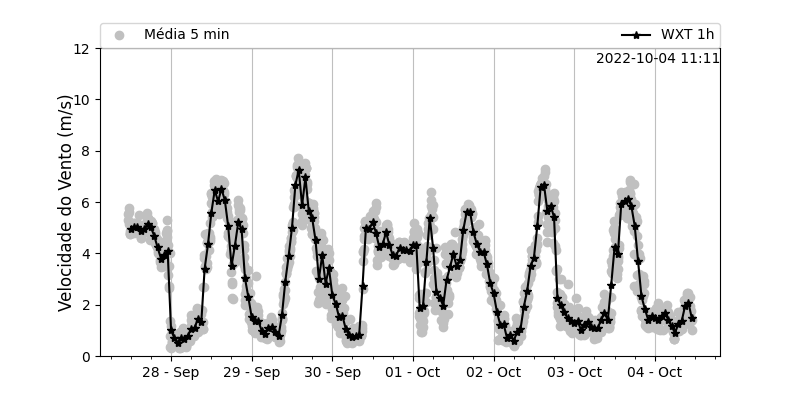 Média 5 min
WXT 1h
2022-10-04 11:11
Velocidade do Vento (m/s)
12
10
8
6
4
2
0
28 - Sep
29 - Sep
30 - Sep
01 - Oct
02 - Oct
03 - Oct
04 - Oct